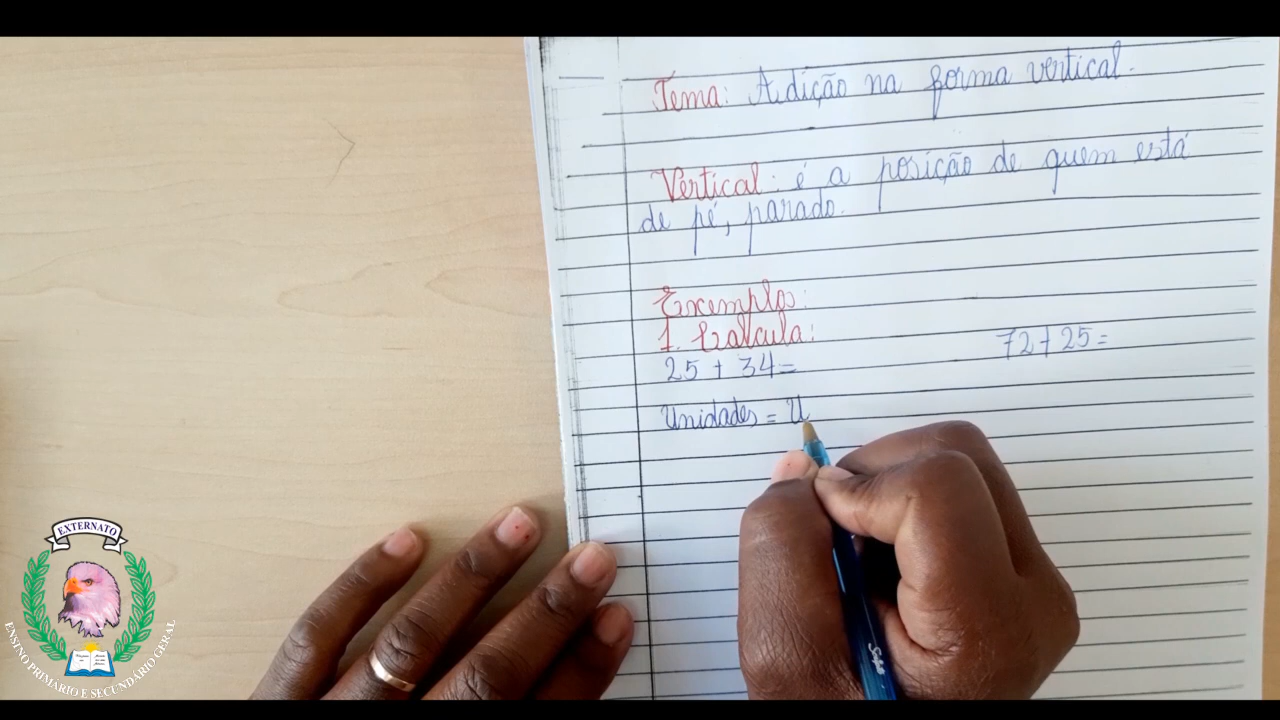 Tema: Adição na forma vertical.
Vertical: é a posição de quem está
de pé, parado.
Exemplos:
1. Calcula:
25 + 34=
72+25=
Unidades = U
EXTERNATO
ENSINO PRIMÁRIO E SECUNDÁRIO GERAL